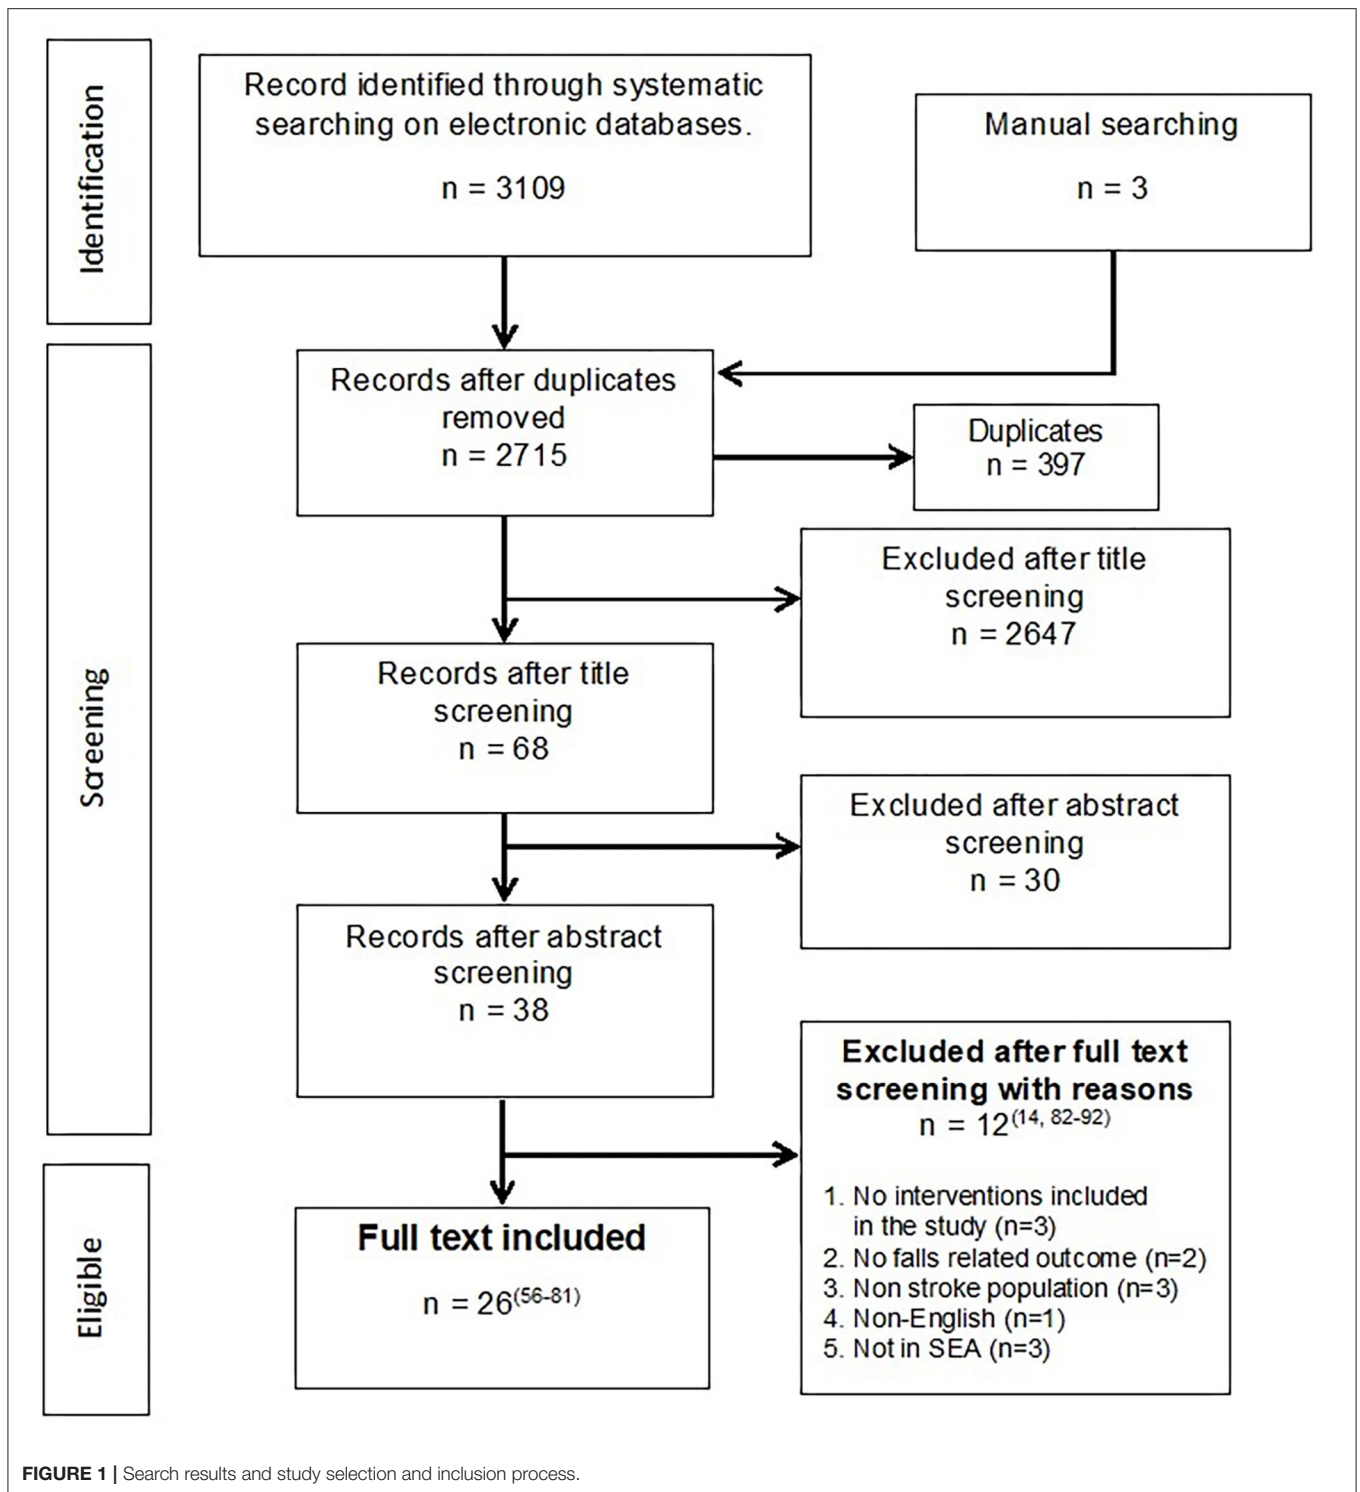 Identification
Record identified through systematic
searching on electronic databases.
n = 3109
Manual searching
n = 3
Screening
Records after duplicates
removed
n = 2715
Duplicates
n = 397
Excluded after title
screening
n = 2647
Records after title
screening
n = 68
Excluded after abstract
screening
n = 30
Records after abstract
screening
n = 38
Excluded after full text
screening with reasons
n = 12(14, 82-92)
1. No interventions included
in the study (n=3)
2. No falls related outcome (n=2)
3. Non stroke population (n=3)
4. Non-English (n=1)
5. Not in SEA (n=3)
Eligible
Full text included
n = 26(56-81)
FIGURE 1 | Search results and study selection and inclusion process.